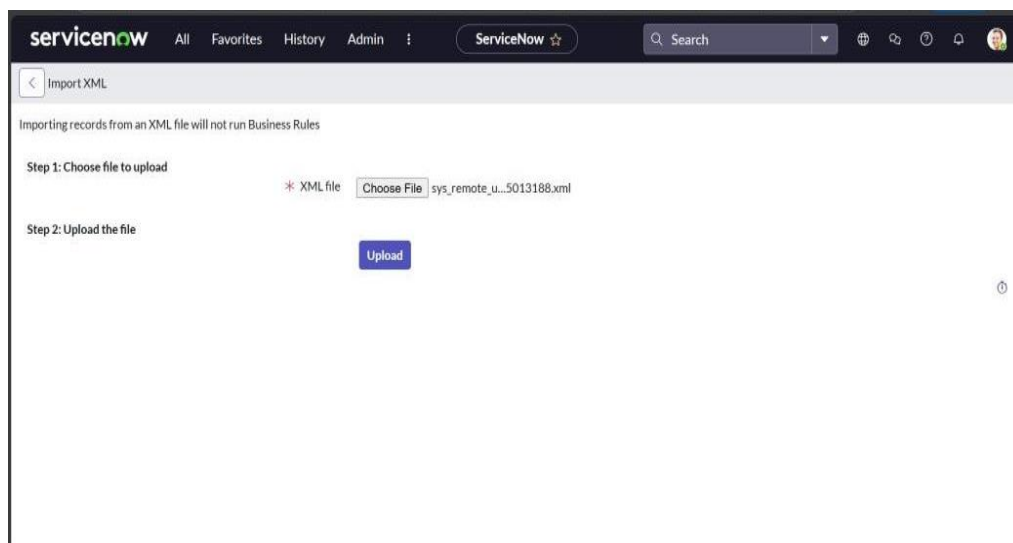 servicenow All Favorites History Admin ServiceNow Search
Import XML
Importing records from an XML file will not run Business Rules
Step 1: Choose file to upload
* XML file Choose File sys_remote_u...5013188.xml
Step 2: Upload the file
Upload